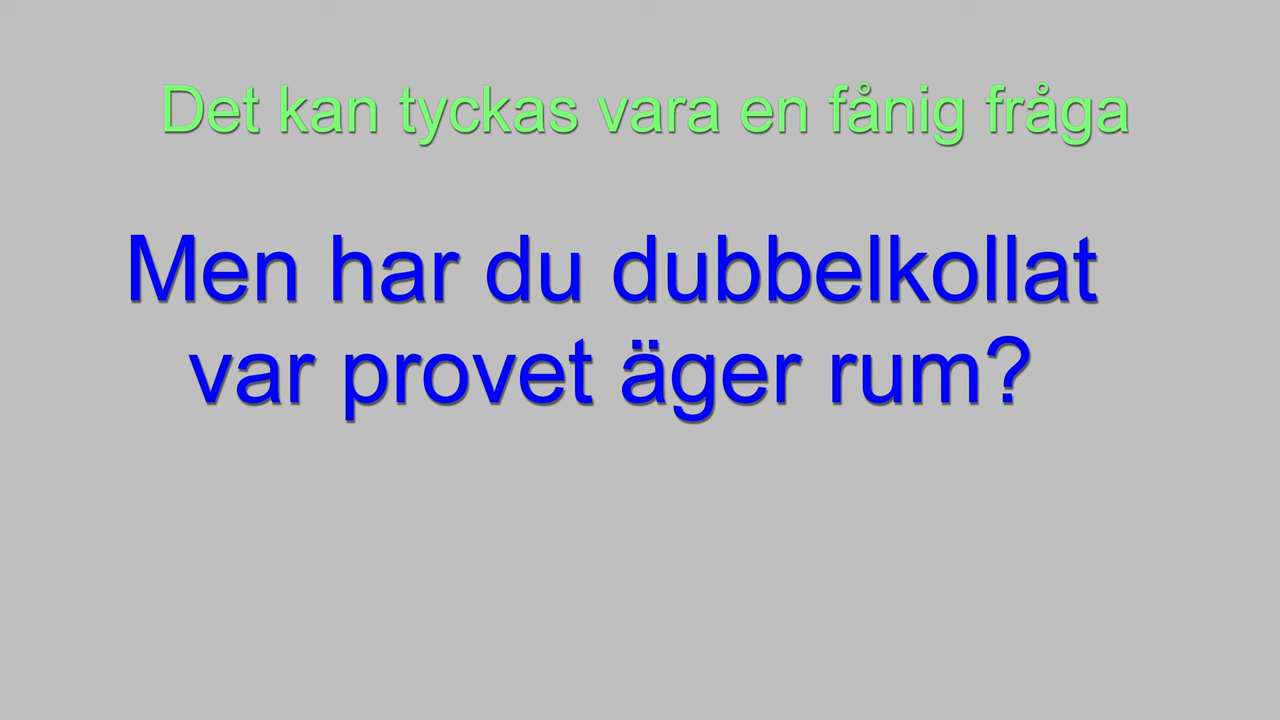 Det kan tyckas vara en fånig fråga
Men har du dubbelkollat
var provet äger rum?